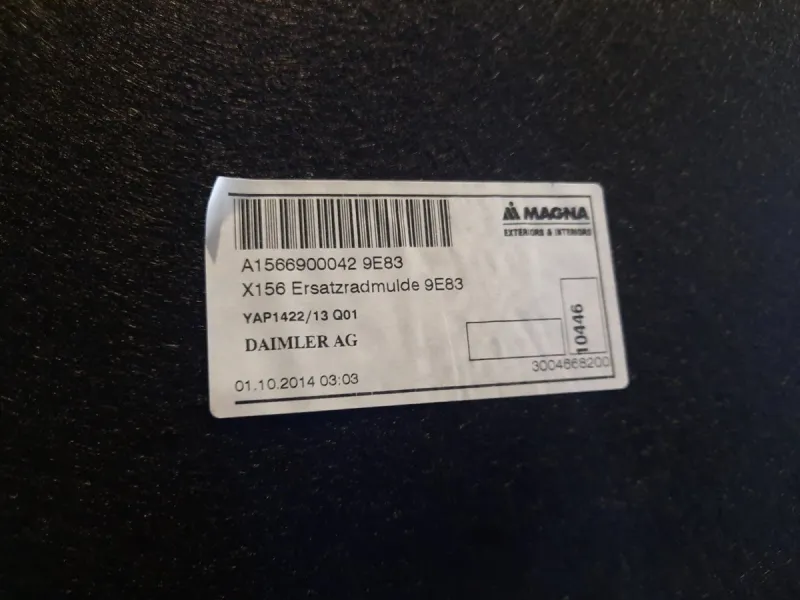 MAGNA
EXTERIORS & INTERIORS
A1566900042 9E83
X156 Ersatzradmulde 9E83
YAP1422/13 Q01
DAIMLER AG
10446
3004668200
01.10.2014 03:03